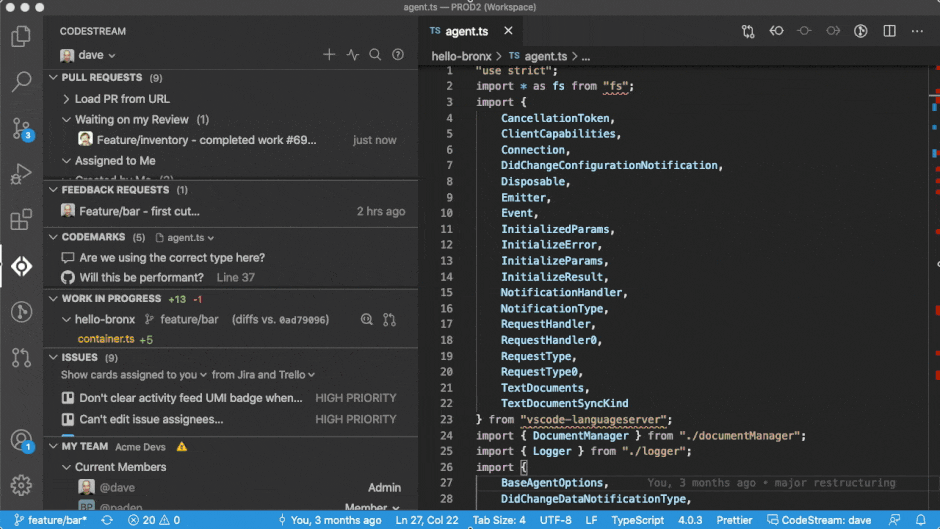 agent.ts — PROD2 (Workspace)
CODESTREAM
dave
PULL REQUESTS (9)
Load PR from URL
Waiting on my Review (1)
Feature/inventory - completed work #69... just now
Assigned to Me
Created by Me (2)
FEEDBACK REQUESTS (1)
Feature/bar - first cut... 2 hrs ago
CODEMARKS (5) agent.ts
Are we using the correct type here?
Will this be performant? Line 37
WORK IN PROGRESS +13 -1
hello-bronx feature/bar (diffs vs. 0ad79096)
container.ts +5
ISSUES (9)
Show cards assigned to you from Jira and Trello
Don't clear activity feed UMI badge when... HIGH PRIORITY
Can't edit issue assignees... HIGH PRIORITY
MY TEAM Acme Devs
Current Members
@dave Admin
@paden Member
3
1
TS agent.ts
hello-bronx > TS agent.ts > ...
1 "use strict";
2 import * as fs from "fs";
3 import {
4 CancellationToken,
5 ClientCapabilities,
6 Connection,
7 DidChangeConfigurationNotification,
8 Disposable,
9 Emitter,
10 Event,
11 InitializedParams,
12 InitializeError,
13 InitializeParams,
14 InitializeResult,
15 NotificationHandler,
16 NotificationType,
17 RequestHandler,
18 RequestHandler0,
19 RequestType,
20 RequestType0,
21 TextDocuments,
22 TextDocumentSyncKind
23 } from "vscode-languageserver";
24 import { DocumentManager } from "./documentManager";
25 import { Logger } from "./logger";
26 import {
27 BaseAgentOptions, You, 3 months ago • major restructuring
28 DidChangeDataNotificationType,
feature/bar* 20 0 You, 3 months ago Ln 27, Col 22 Tab Size: 4 UTF-8 LF TypeScript 4.0.3 Prettier CodeStream: dave